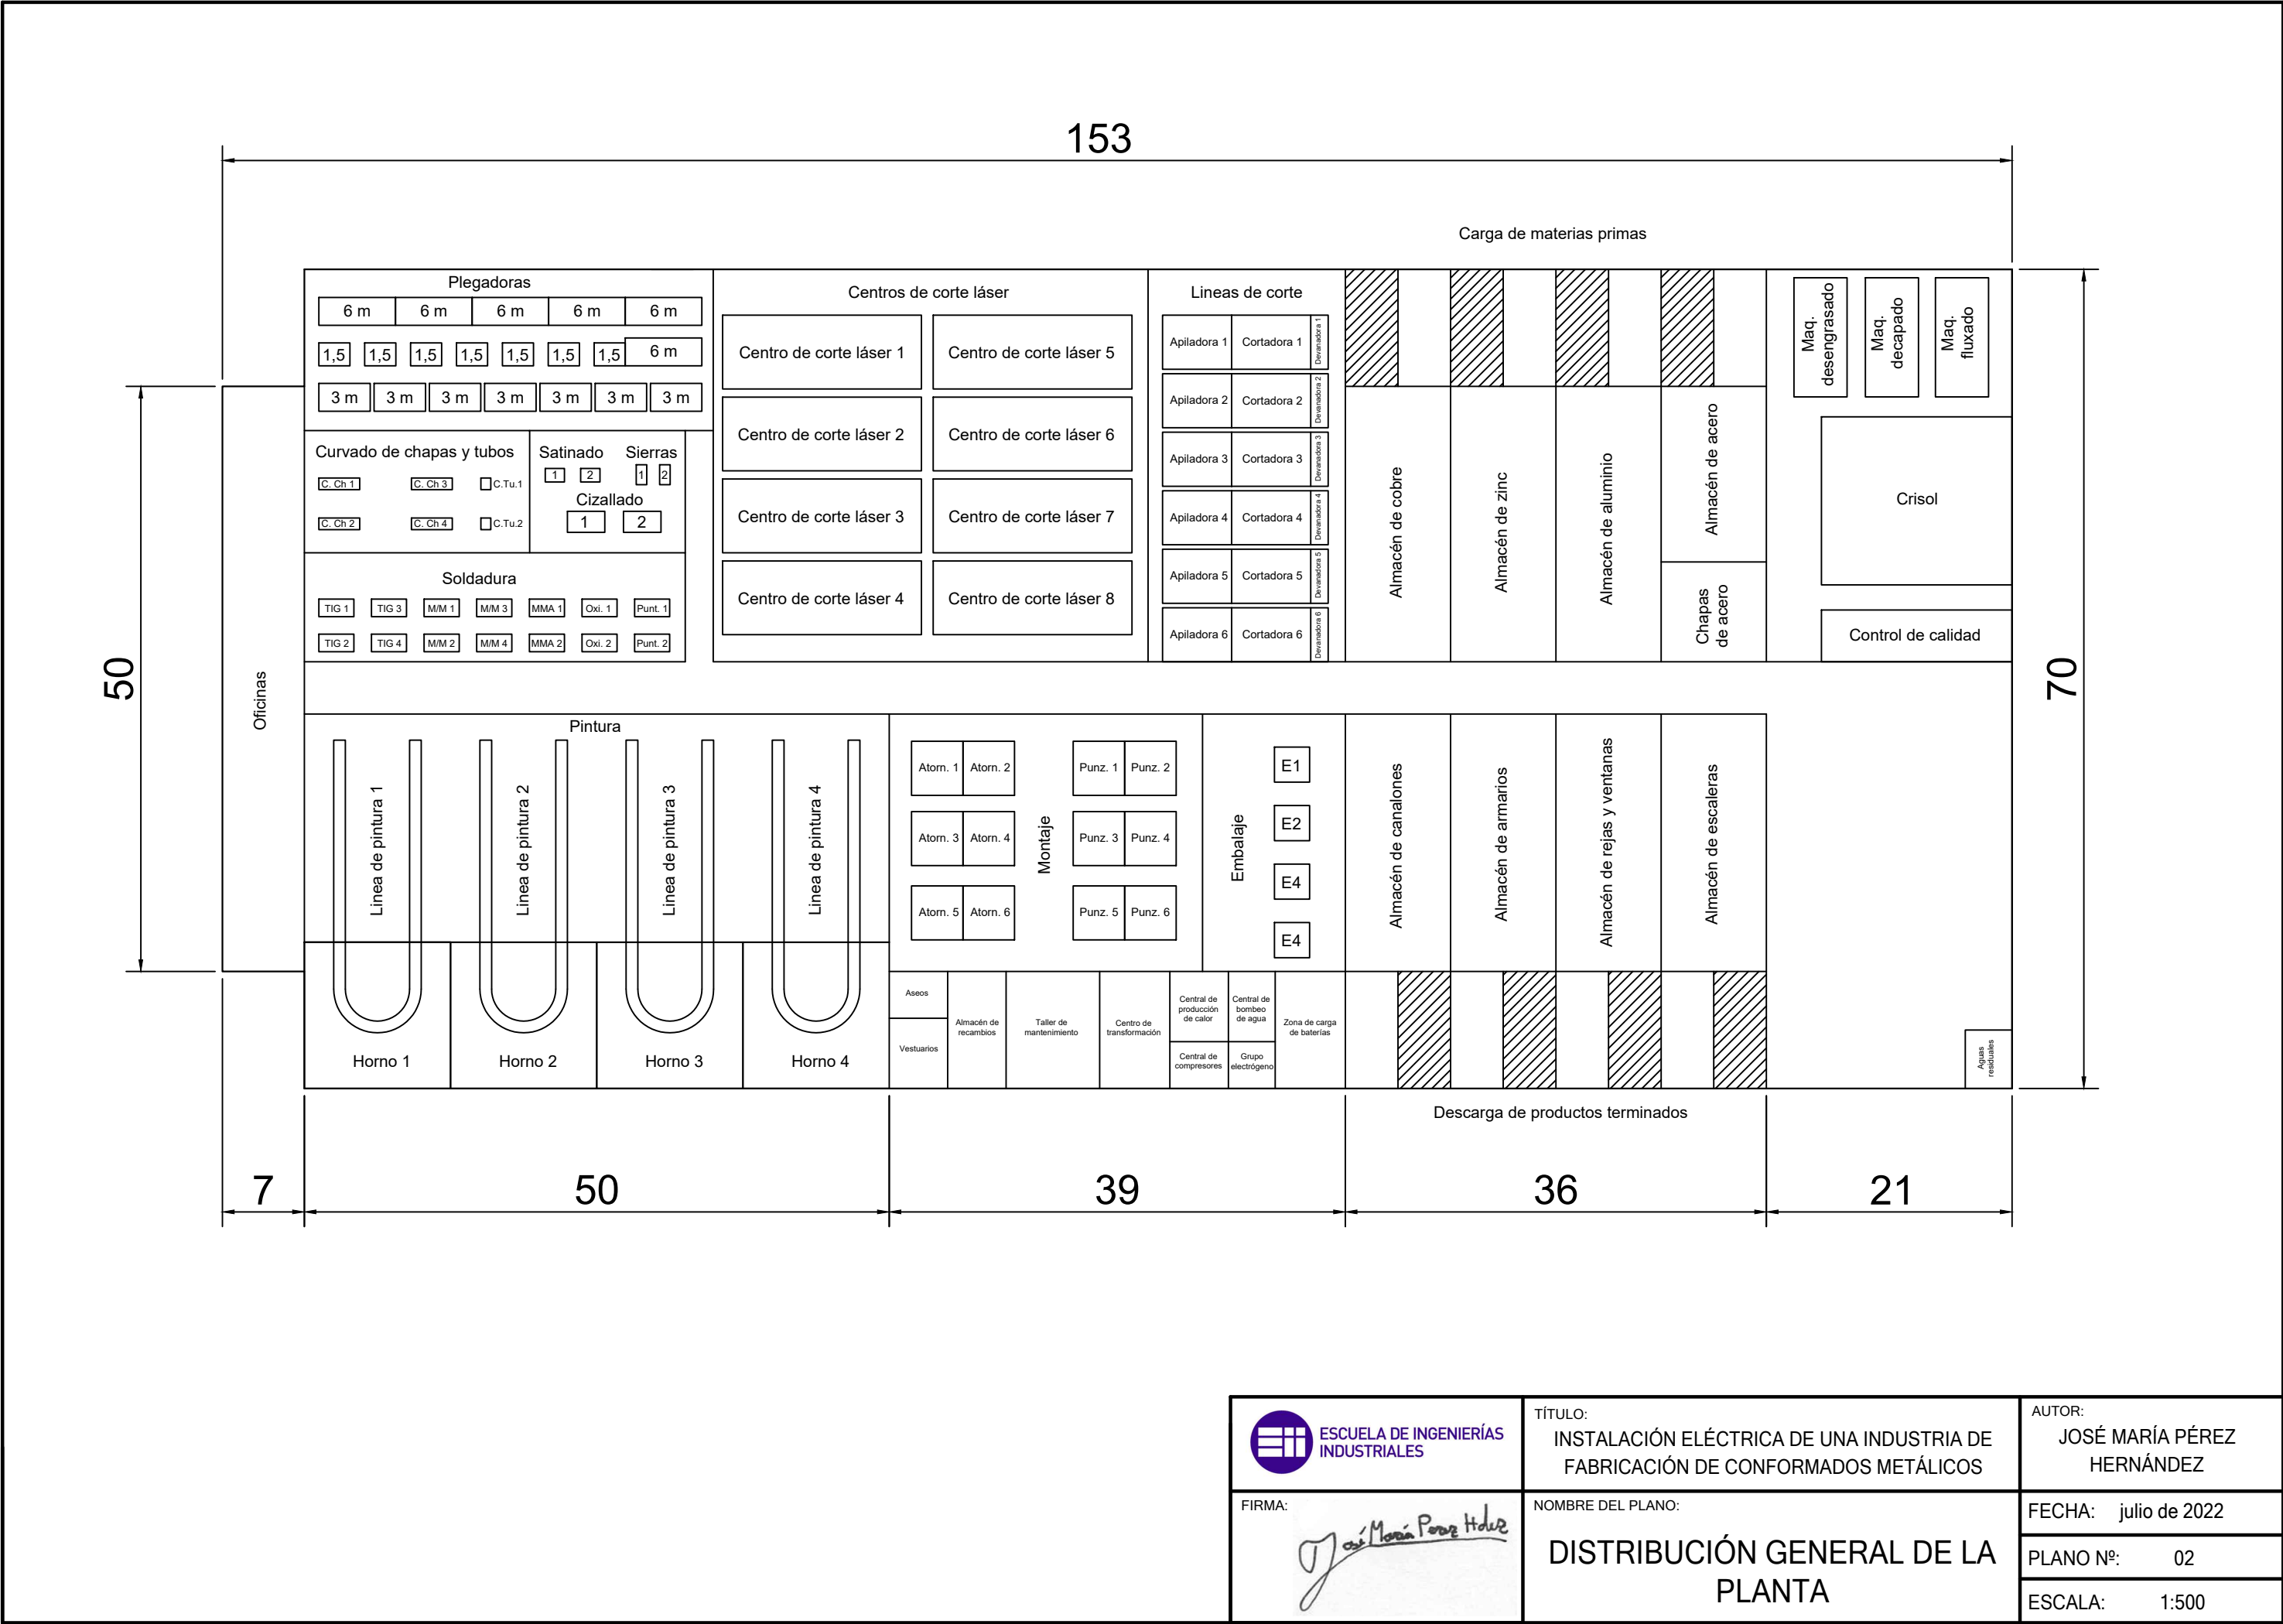 153
Carga de materias primas
Plegadoras
6 m 6 m 6 m 6 m 6 m
1,5 1,5 1,5 1,5 1,5 1,5 1,5 6 m
3 m 3 m 3 m 3 m 3 m 3 m 3 m
Curvado de chapas y tubos
C. Ch 1 C. Ch 3 C.Tu.1
C. Ch 2 C. Ch 4 C.Tu.2
Satinado Sierras
1 2 1 2
Cizallado
1 2
Soldadura
TIG 1 TIG 3 M/M 1 M/M 3 MMA 1 Oxi. 1 Punt. 1
TIG 2 TIG 4 M/M 2 M/M 4 MMA 2 Oxi. 2 Punt. 2
Centros de corte láser
Centro de corte láser 1 Centro de corte láser 5
Centro de corte láser 2 Centro de corte láser 6
Centro de corte láser 3 Centro de corte láser 7
Centro de corte láser 4 Centro de corte láser 8
Lineas de corte
Apiladora 1 Cortadora 1 Devanadora 1
Apiladora 2 Cortadora 2 Devanadora 2
Apiladora 3 Cortadora 3 Devanadora 3
Apiladora 4 Cortadora 4 Devanadora 4
Apiladora 5 Cortadora 5 Devanadora 5
Apiladora 6 Cortadora 6 Devanadora 6
Almacén de cobre
Almacén de zinc
Almacén de aluminio
Almacén de acero
Chapas
de acero
Maq.
desengrasado
Maq.
decapado
Maq.
fluxado
Crisol
Control de calidad
50
Oficinas
70
Pintura
Linea de pintura 1
Linea de pintura 2
Linea de pintura 3
Linea de pintura 4
Horno 1 Horno 2 Horno 3 Horno 4
Atorn. 1 Atorn. 2 Punz. 1 Punz. 2
Atorn. 3 Atorn. 4 Punz. 3 Punz. 4
Atorn. 5 Atorn. 6 Punz. 5 Punz. 6
Montaje
Embalaje
E1
E2
E4
E4
Almacén de canalones
Almacén de armarios
Almacén de rejas y ventanas
Almacén de escaleras
Aseos
Vestuarios
Almacén de
recambios
Taller de
mantenimiento
Centro de
transformación
Central de
producción
de calor
Central de
compresores
Central de
bombeo
de agua
Grupo
electrógeno
Zona de carga
de baterías
Aguas
residuales
Descarga de productos terminados
7 50 39 36 21
ESCUELA DE INGENIERÍAS
INDUSTRIALES
TÍTULO:
INSTALACIÓN ELÉCTRICA DE UNA INDUSTRIA DE
FABRICACIÓN DE CONFORMADOS METÁLICOS
AUTOR:
JOSÉ MARÍA PÉREZ
HERNÁNDEZ
FIRMA:
José María Perez Hdez
NOMBRE DEL PLANO:
DISTRIBUCIÓN GENERAL DE LA
PLANTA
FECHA: julio de 2022
PLANO Nº: 02
ESCALA: 1:500